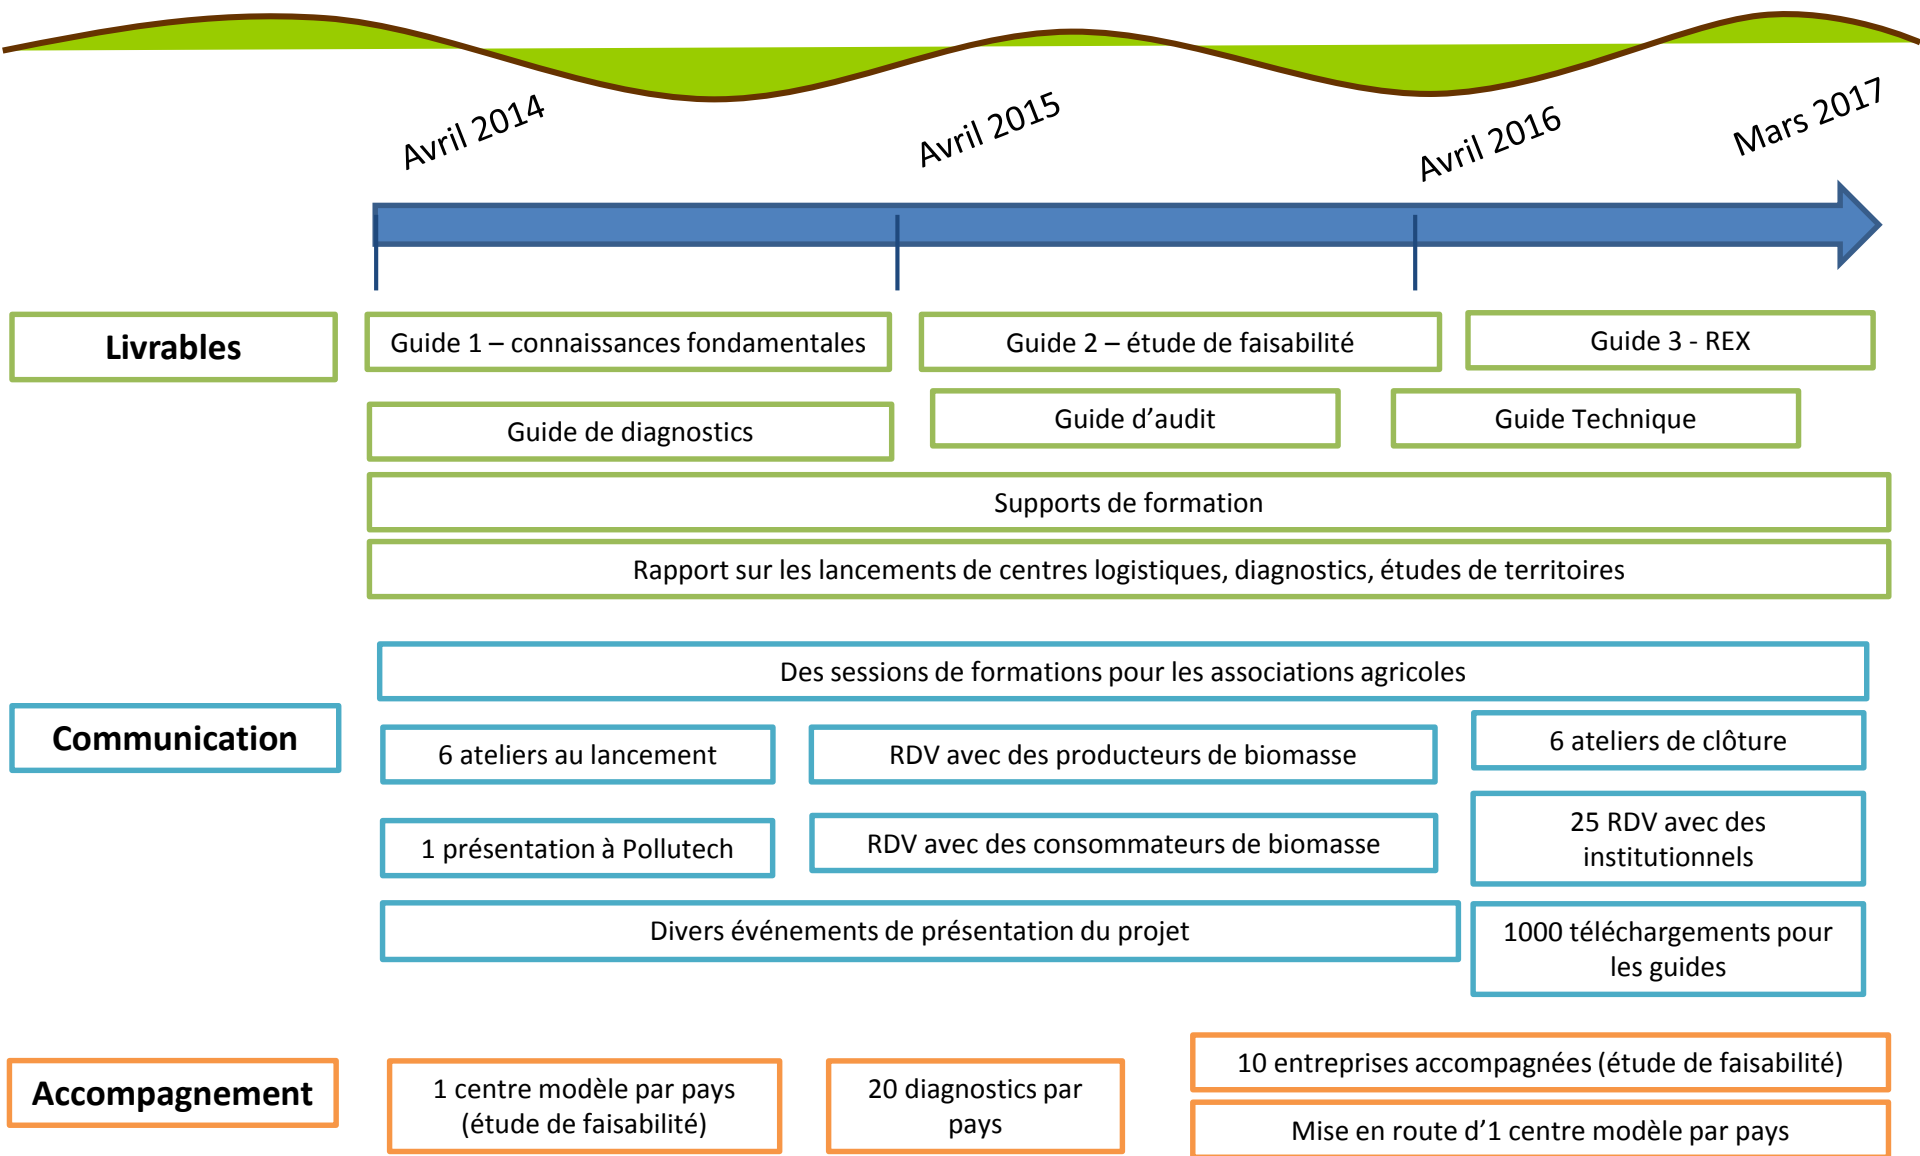 Avril 2014
Avril 2015
Avril 2016
Mars 2017
Livrables
Guide 1 – connaissances fondamentales
Guide 2 – étude de faisabilité
Guide 3 - REX
Guide de diagnostics
Guide d’audit
Guide Technique
Supports de formation
Rapport sur les lancements de centres logistiques, diagnostics, études de territoires
Communication
Des sessions de formations pour les associations agricoles
6 ateliers au lancement
RDV avec des producteurs de biomasse
6 ateliers de clôture
1 présentation à Pollutech
RDV avec des consommateurs de biomasse
25 RDV avec des
institutionnels
Divers événements de présentation du projet
1000 téléchargements pour
les guides
Accompagnement
1 centre modèle par pays
(étude de faisabilité)
20 diagnostics par
pays
10 entreprises accompagnées (étude de faisabilité)
Mise en route d’1 centre modèle par pays